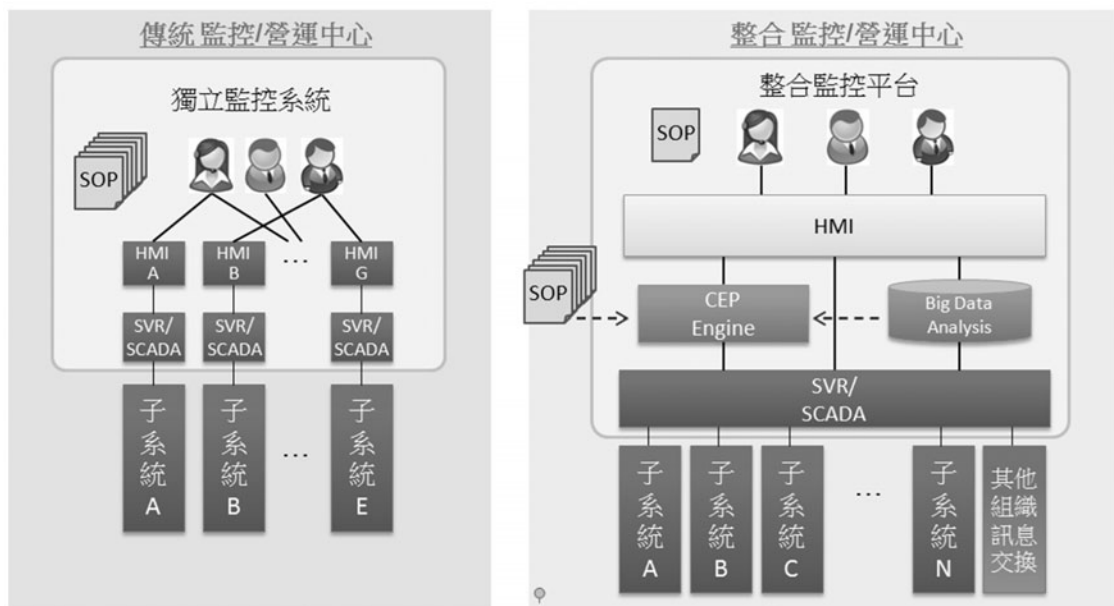 傳統 監控/營運中心
獨立監控系統
SOP
HMI
A
HMI
B
...
HMI
G
SVR/
SCADA
SVR/
SCADA
SVR/
SCADA
子系統
A
子系統
B
...
子系統
E
整合 監控/營運中心
整合監控平台
SOP
HMI
SOP
CEP
Engine
Big Data
Analysis
SVR/
SCADA
子系統
A
子系統
B
子系統
C
...
子系統
N
其他
組織
訊息
交換